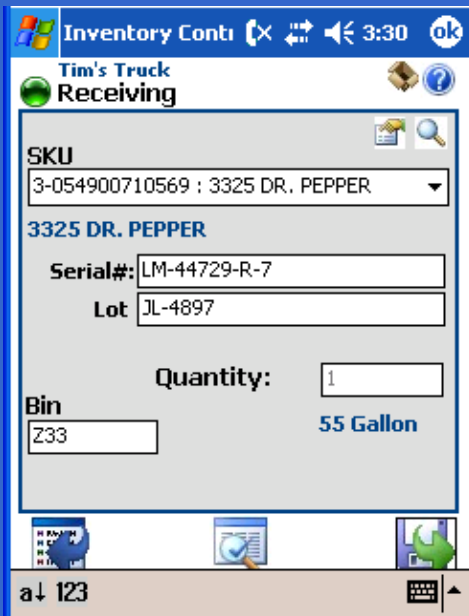 Inventory Conti
3:30
ok
Tim's Truck
Receiving
SKU
3-054900710569 : 3325 DR. PEPPER
3325 DR. PEPPER
Serial#: LM-44729-R-7
Lot JL-4897
Quantity: 1
Bin
Z33
55 Gallon
a↓ 123